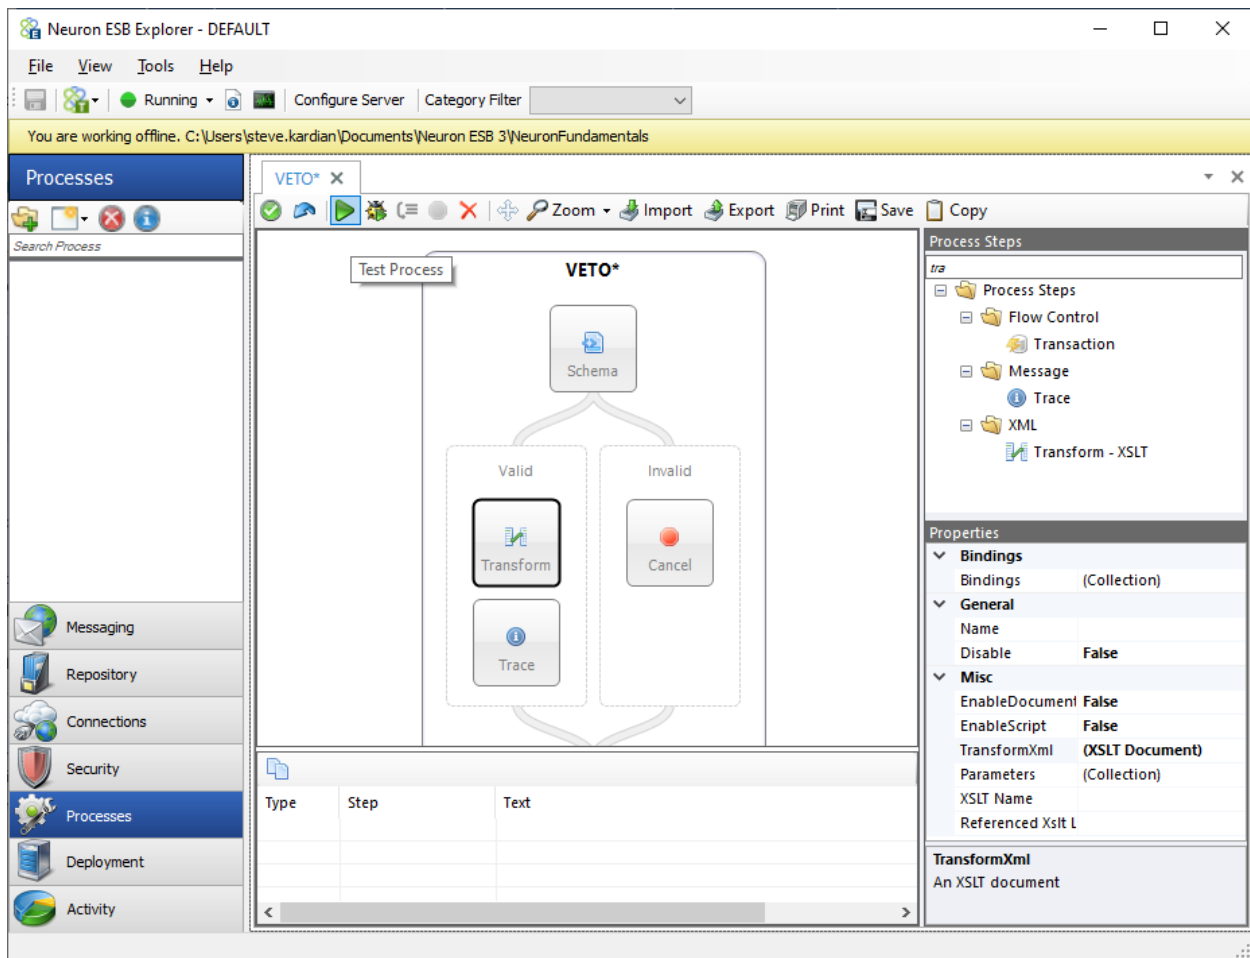 Neuron ESB Explorer - DEFAULT
File View Tools Help
Running Configure Server Category Filter
You are working offline. C:\Users\steve.kardian\Documents\Neuron ESB 3\NeuronFundamentals
Processes
Search Process
Messaging
Repository
Connections
Security
Processes
Deployment
Activity
VETO*
Zoom Import Export Print Save Copy
Test Process
VETO*
Schema
Valid
Invalid
Transform
Cancel
Trace
Type Step Text
Process Steps
tra
Process Steps
Flow Control
Transaction
Message
Trace
XML
Transform - XSLT
Properties
Bindings
Bindings (Collection)
General
Name
Disable False
Misc
EnableDocument False
EnableScript False
TransformXml (XSLT Document)
Parameters (Collection)
XSLT Name
Referenced Xslt L
TransformXml
An XSLT document